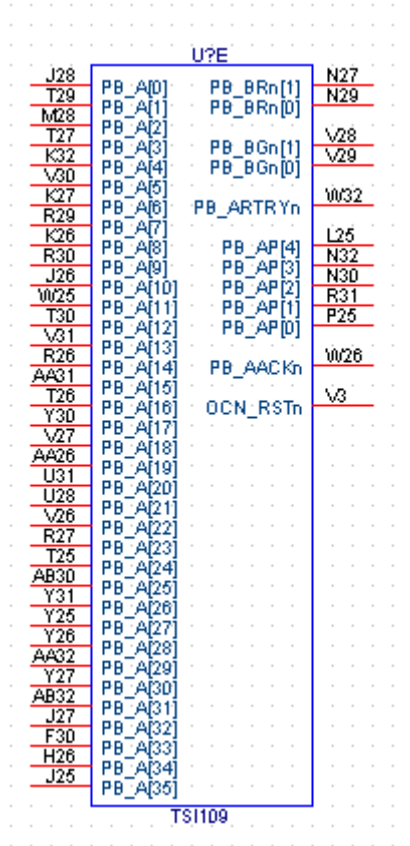 U?E
J28 PB_A[0] PB_BRn[1] N27
T29 PB_A[1] PB_BRn[0] N29
M28 PB_A[2]
T27 PB_A[3] PB_BGn[1] V28
K32 PB_A[4] PB_BGn[0] V29
V30 PB_A[5]
K27 PB_A[6] PB_ARTRYn W32
R29 PB_A[7]
K26 PB_A[8] PB_AP[4] L25
R30 PB_A[9] PB_AP[3] N32
J26 PB_A[10] PB_AP[2] N30
W25 PB_A[11] PB_AP[1] R31
T30 PB_A[12] PB_AP[0] P25
V31 PB_A[13]
R26 PB_A[14] PB_AACKn W26
AA31 PB_A[15]
T26 PB_A[16] OCN_RSTn V3
Y30 PB_A[17]
V27 PB_A[18]
AA26 PB_A[19]
U31 PB_A[20]
U28 PB_A[21]
V26 PB_A[22]
R27 PB_A[23]
T25 PB_A[24]
AB30 PB_A[25]
Y31 PB_A[26]
Y25 PB_A[27]
Y26 PB_A[28]
AA32 PB_A[29]
Y27 PB_A[30]
AB32 PB_A[31]
J27 PB_A[32]
F30 PB_A[33]
H26 PB_A[34]
J25 PB_A[35]
TSI109